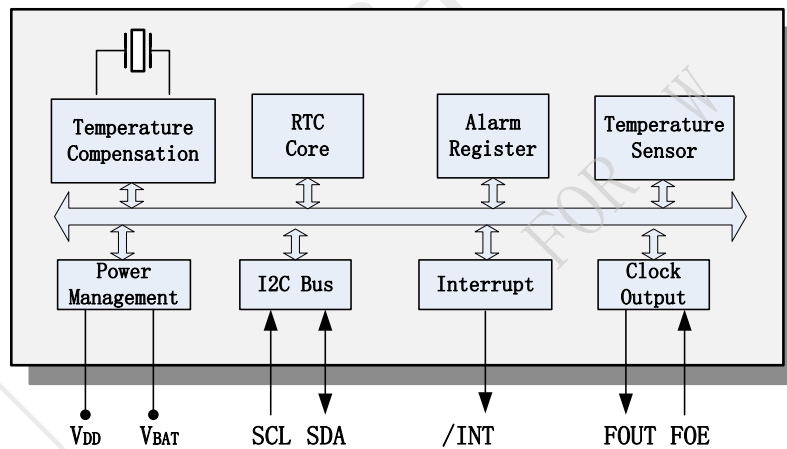 Temperature
Compensation
RTC
Core
Alarm
Register
Temperature
Sensor
FOR W
Power
Management
I2C Bus
Interrupt
Clock
Output
VDD
VBAT
SCL SDA
/INT
FOUT FOE